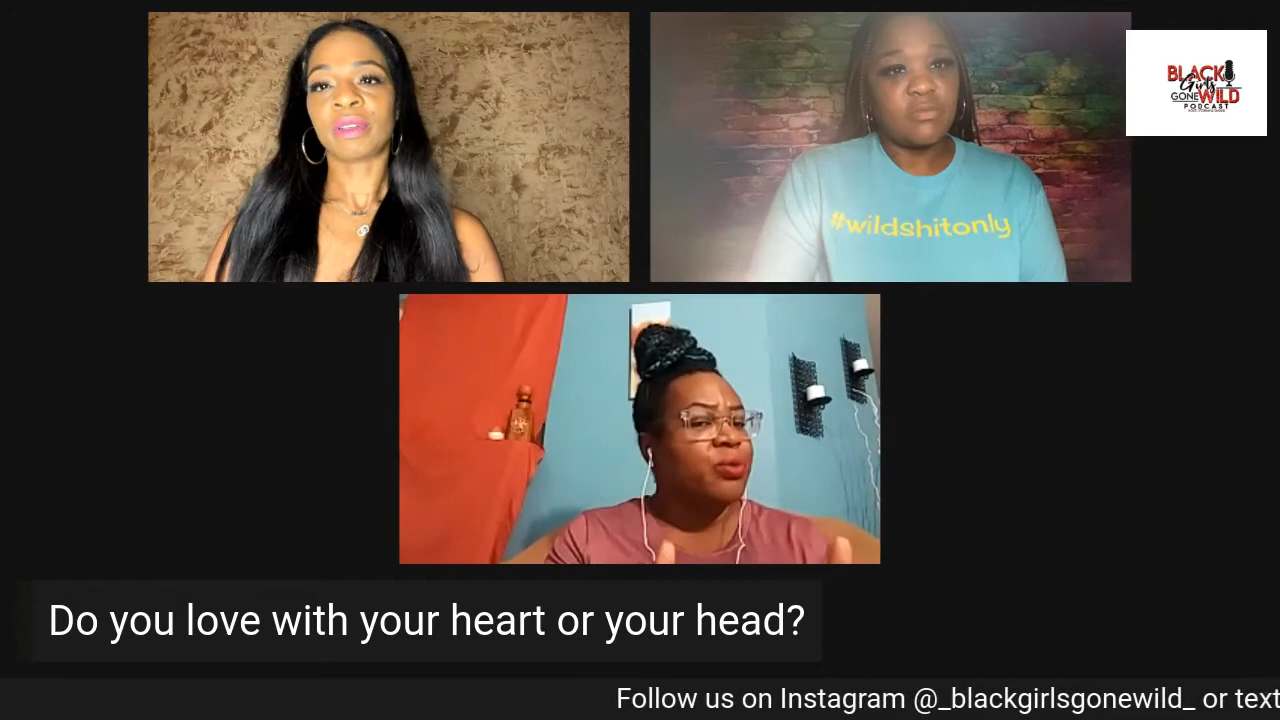 BLACK
Girls
GONE WILD
PODCAST
#wildshitonly
Do you love with your heart or your head?
Follow us on Instagram @_blackgirlsgonewild_ or text